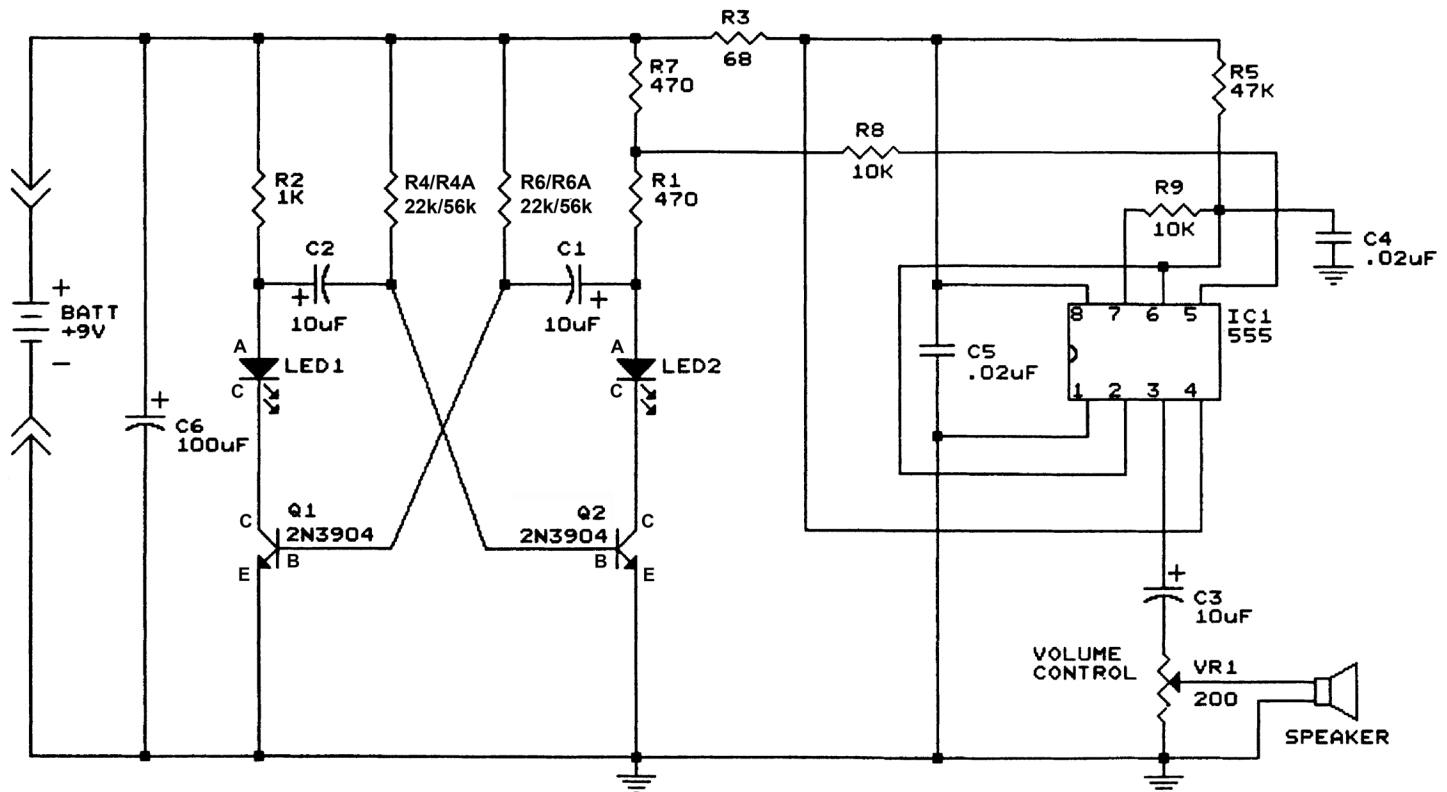 R3
68
R7
470
R5
47K
R8
10K
R2
1K
R4/R4A
22k/56k
R6/R6A
22k/56k
R1
470
R9
10K
C2
+
10uF
C1
+
10uF
C4
.02uF
+
BATT
+9V
-
A
LED1
C
A
LED2
C
8 7 6 5
IC1
555
1 2 3 4
C5
.02uF
+
C6
100uF
Q1
2N3904
C
B
E
Q2
2N3904
C
B
E
+
C3
10uF
VOLUME
CONTROL
VR1
200
SPEAKER